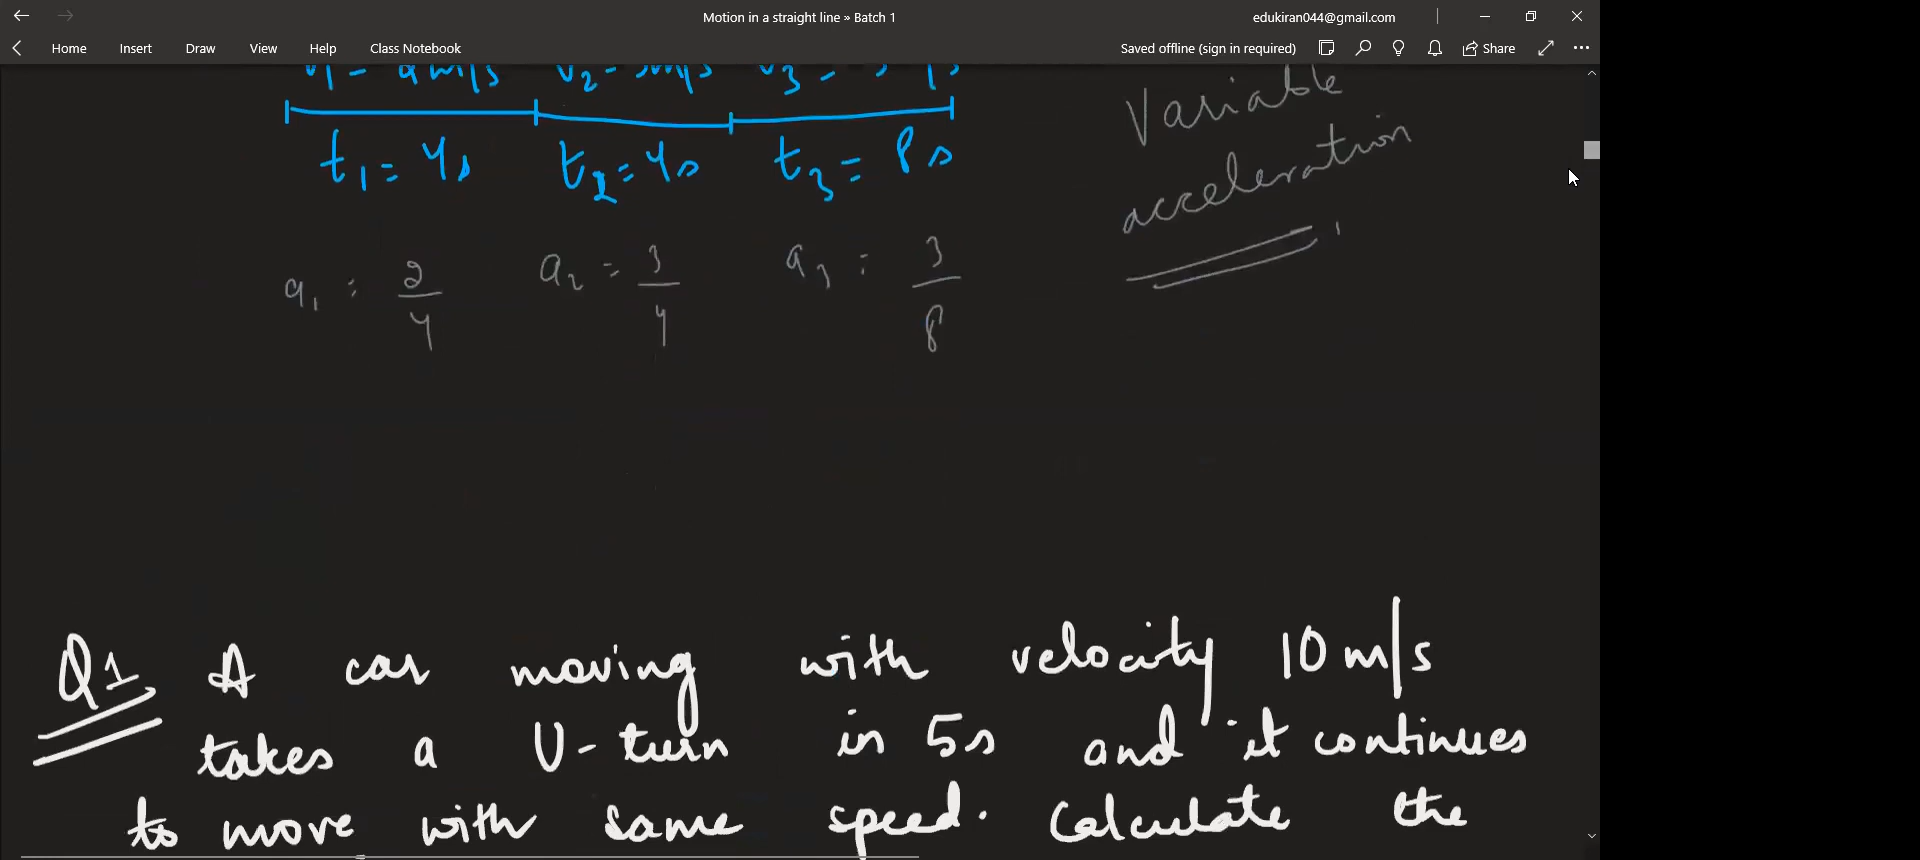 Motion in a straight line » Batch 1
edukiran044@gmail.com
Home Insert Draw View Help Class Notebook
Saved offline (sign in required) Share
Variable
acceleration
t1 = 4s t2 = 4s t3 = 8s
a1 = 2/4 a2 = 3/4 a3 = 3/8
Q1 A car moving with velocity 10 m/s
takes a U-turn in 5s and it continues
to move with same speed. Calculate the